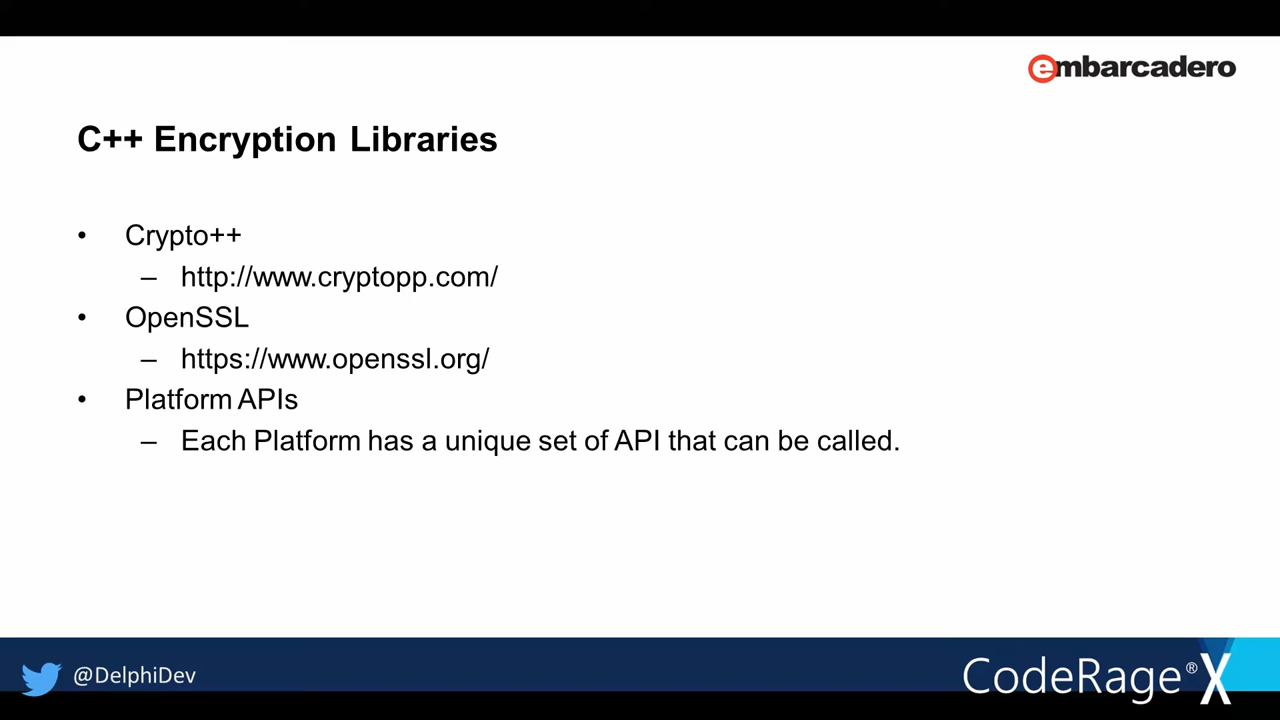 embarcadero
C++ Encryption Libraries
• Crypto++
– http://www.cryptopp.com/
• OpenSSL
– https://www.openssl.org/
• Platform APIs
– Each Platform has a unique set of API that can be called.
@DelphiDev
CodeRage® X